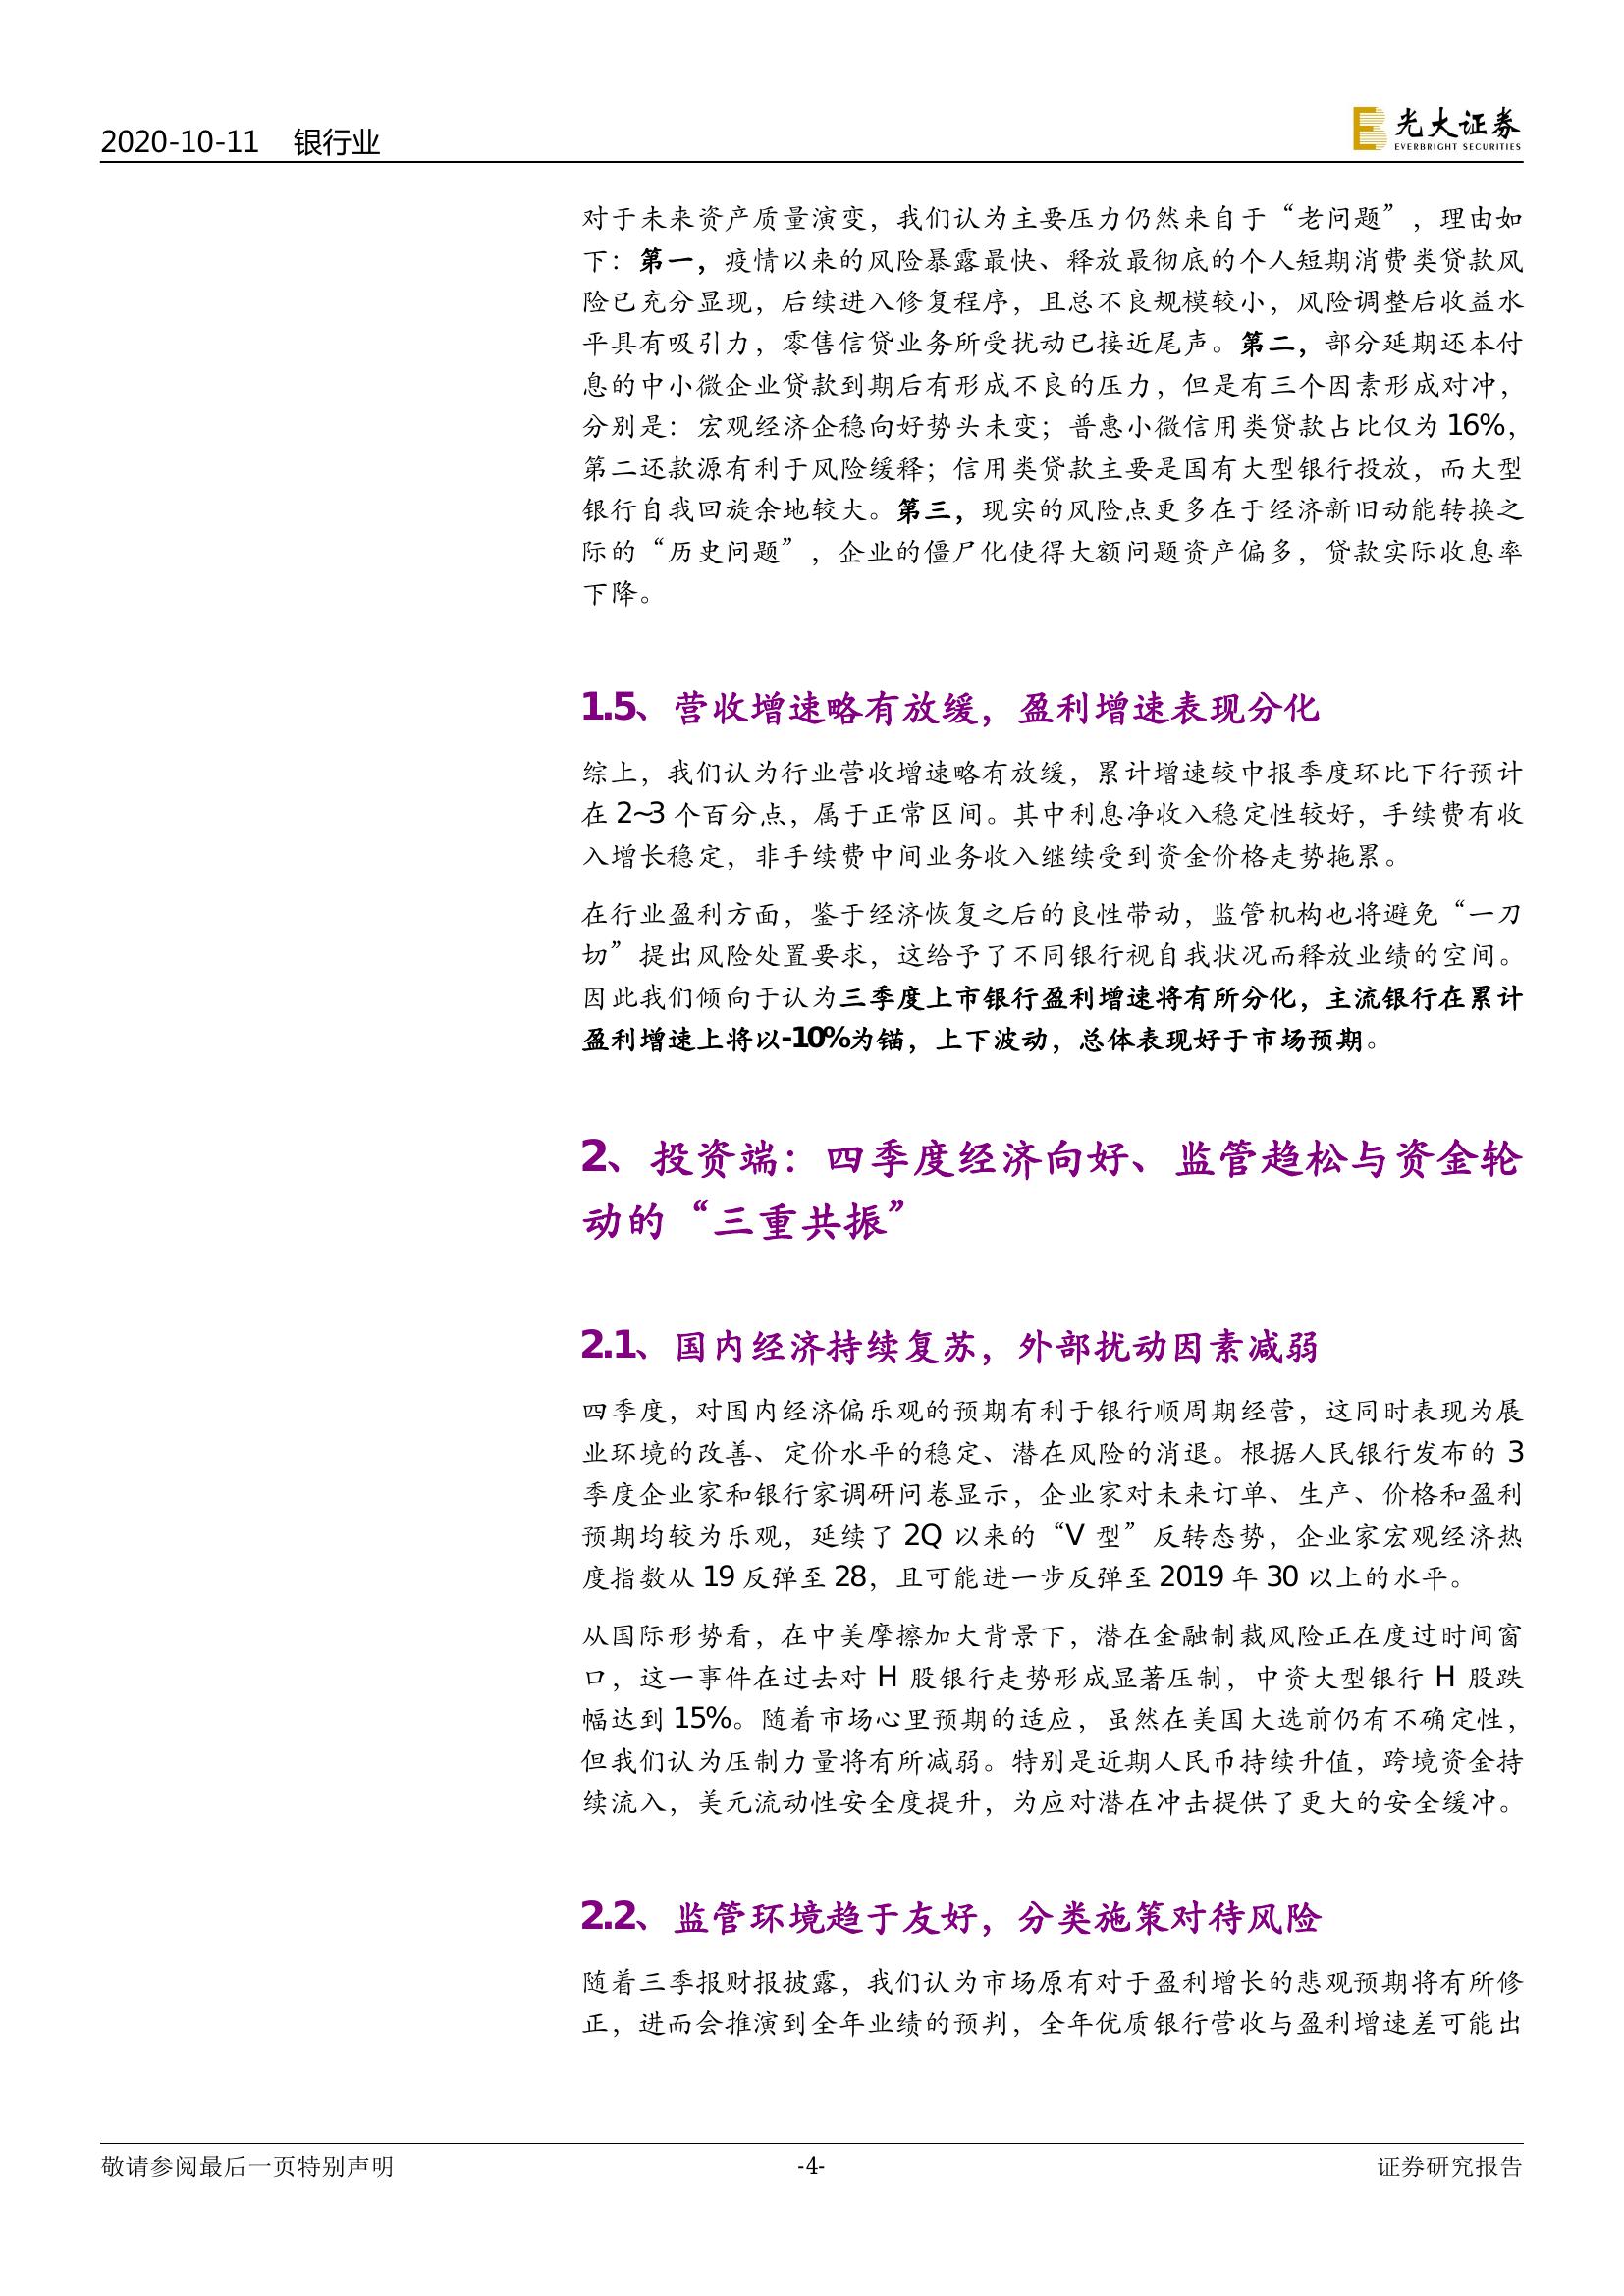 2020-10-11 银行业
光大证券
EVERBRIGHT SECURITIES
对于未来资产质量演变，我们认为主要压力仍然来自于“老问题”，理由如
下：第一，疫情以来的风险暴露最快、释放最彻底的个人短期消费类贷款风
险已充分显现，后续进入修复程序，且总不良规模较小，风险调整后收益水
平具有吸引力，零售信贷业务所受扰动已接近尾声。第二，部分延期还本付
息的中小微企业贷款到期后有形成不良的压力，但是有三个因素形成对冲，
分别是：宏观经济企稳向好势头未变；普惠小微信用类贷款占比仅为 16%，
第二还款源有利于风险缓释；信用类贷款主要是国有大型银行投放，而大型
银行自我回旋余地较大。第三，现实的风险点更多在于经济新旧动能转换之
际的“历史问题”，企业的僵尸化使得大额问题资产偏多，贷款实际收息率
下降。
1.5、营收增速略有放缓，盈利增速表现分化
综上，我们认为行业营收增速略有放缓，累计增速较中报季度环比下行预计
在 2~3 个百分点，属于正常区间。其中利息净收入稳定性较好，手续费有收
入增长稳定，非手续费中间业务收入继续受到资金价格走势拖累。
在行业盈利方面，鉴于经济恢复之后的良性带动，监管机构也将避免“一刀
切”提出风险处置要求，这给予了不同银行视自我状况而释放业绩的空间。
因此我们倾向于认为三季度上市银行盈利增速将有所分化，主流银行在累计
盈利增速上将以-10%为锚，上下波动，总体表现好于市场预期。
2、投资端：四季度经济向好、监管趋松与资金轮
动的“三重共振”
2.1、国内经济持续复苏，外部扰动因素减弱
四季度，对国内经济偏乐观的预期有利于银行顺周期经营，这同时表现为展
业环境的改善、定价水平的稳定、潜在风险的消退。根据人民银行发布的 3
季度企业家和银行家调研问卷显示，企业家对未来订单、生产、价格和盈利
预期均较为乐观，延续了 2Q 以来的“V 型”反转态势，企业家宏观经济热
度指数从 19 反弹至 28，且可能进一步反弹至 2019 年 30 以上的水平。
从国际形势看，在中美摩擦加大背景下，潜在金融制裁风险正在度过时间窗
口，这一事件在过去对 H 股银行走势形成显著压制，中资大型银行 H 股跌
幅达到 15%。随着市场心里预期的适应，虽然在美国大选前仍有不确定性，
但我们认为压制力量将有所减弱。特别是近期人民币持续升值，跨境资金持
续流入，美元流动性安全度提升，为应对潜在冲击提供了更大的安全缓冲。
2.2、监管环境趋于友好，分类施策对待风险
随着三季报财报披露，我们认为市场原有对于盈利增长的悲观预期将有所修
正，进而会推演到全年业绩的预判，全年优质银行营收与盈利增速差可能出
敬请参阅最后一页特别声明
-4-
证券研究报告